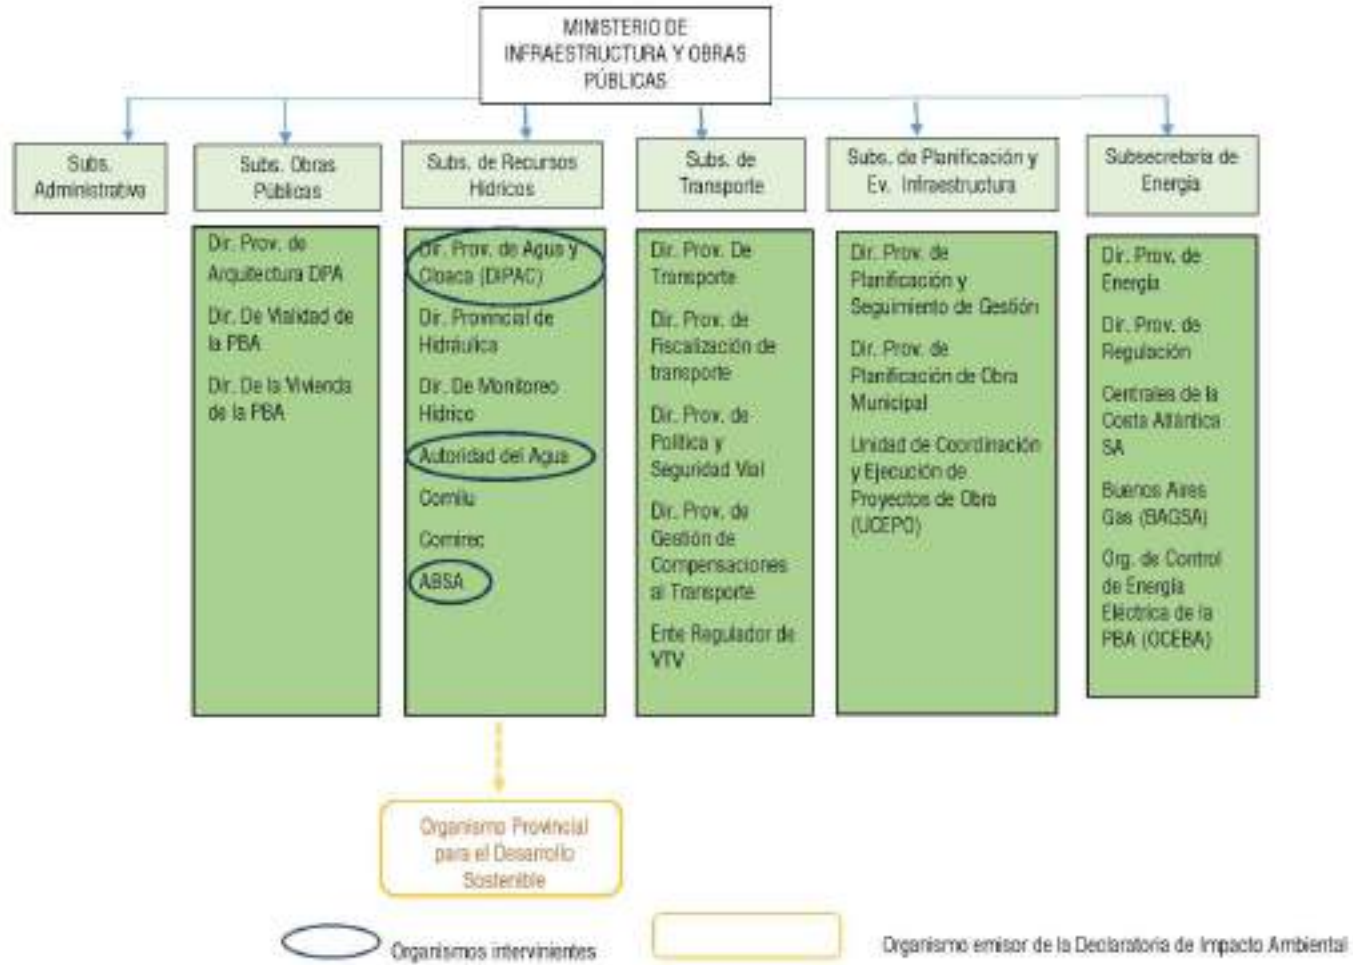 MINISTERIO DE
INFRAESTRUCTURA Y OBRAS
PÚBLICAS
Subs.
Administrativa
Subs. Obras
Públicas
Subs. de Recursos
Hídricos
Subs. de
Transporte
Subs. de Planificación y
Ev. Infraestructura
Subsecretaría de
Energía
Dir. Prov. de
Arquitectura DPA
Dir. De Vialidad de
la PBA
Dir. De la Vivienda
de la PBA
Dir. Prov. de Agua y
Cloaca (DIPAC)
Dir. Provincial de
Hidráulica
Dir. De Monitoreo
Hídrico
Autoridad del Agua
Comilu
Comirec
ABSA
Dir. Prov. De
Transporte
Dir. Prov. de
Fiscalización de
transporte
Dir. Prov. de
Política y
Seguridad Vial
Dir. Prov. de
Gestión de
Compensaciones
al Transporte
Ente Regulador de
VTV
Dir. Prov. de
Planificación y
Seguimiento de Gestión
Dir. Prov. de
Planificación de Obra
Municipal
Unidad de Coordinación
y Ejecución de
Proyectos de Obra
(UCEPO)
Dir. Prov. de
Energía
Dir. Prov. de
Regulación
Centrales de la
Costa Atlántica
SA
Buenos Aires
Gas (BAGSA)
Org. de Control
de Energía
Eléctrica de la
PBA (OCEBA)
Organismo Provincial
para el Desarrollo
Sostenible
Organismos intervinientes
Organismo emisor de la Declaratoria de Impacto Ambiental